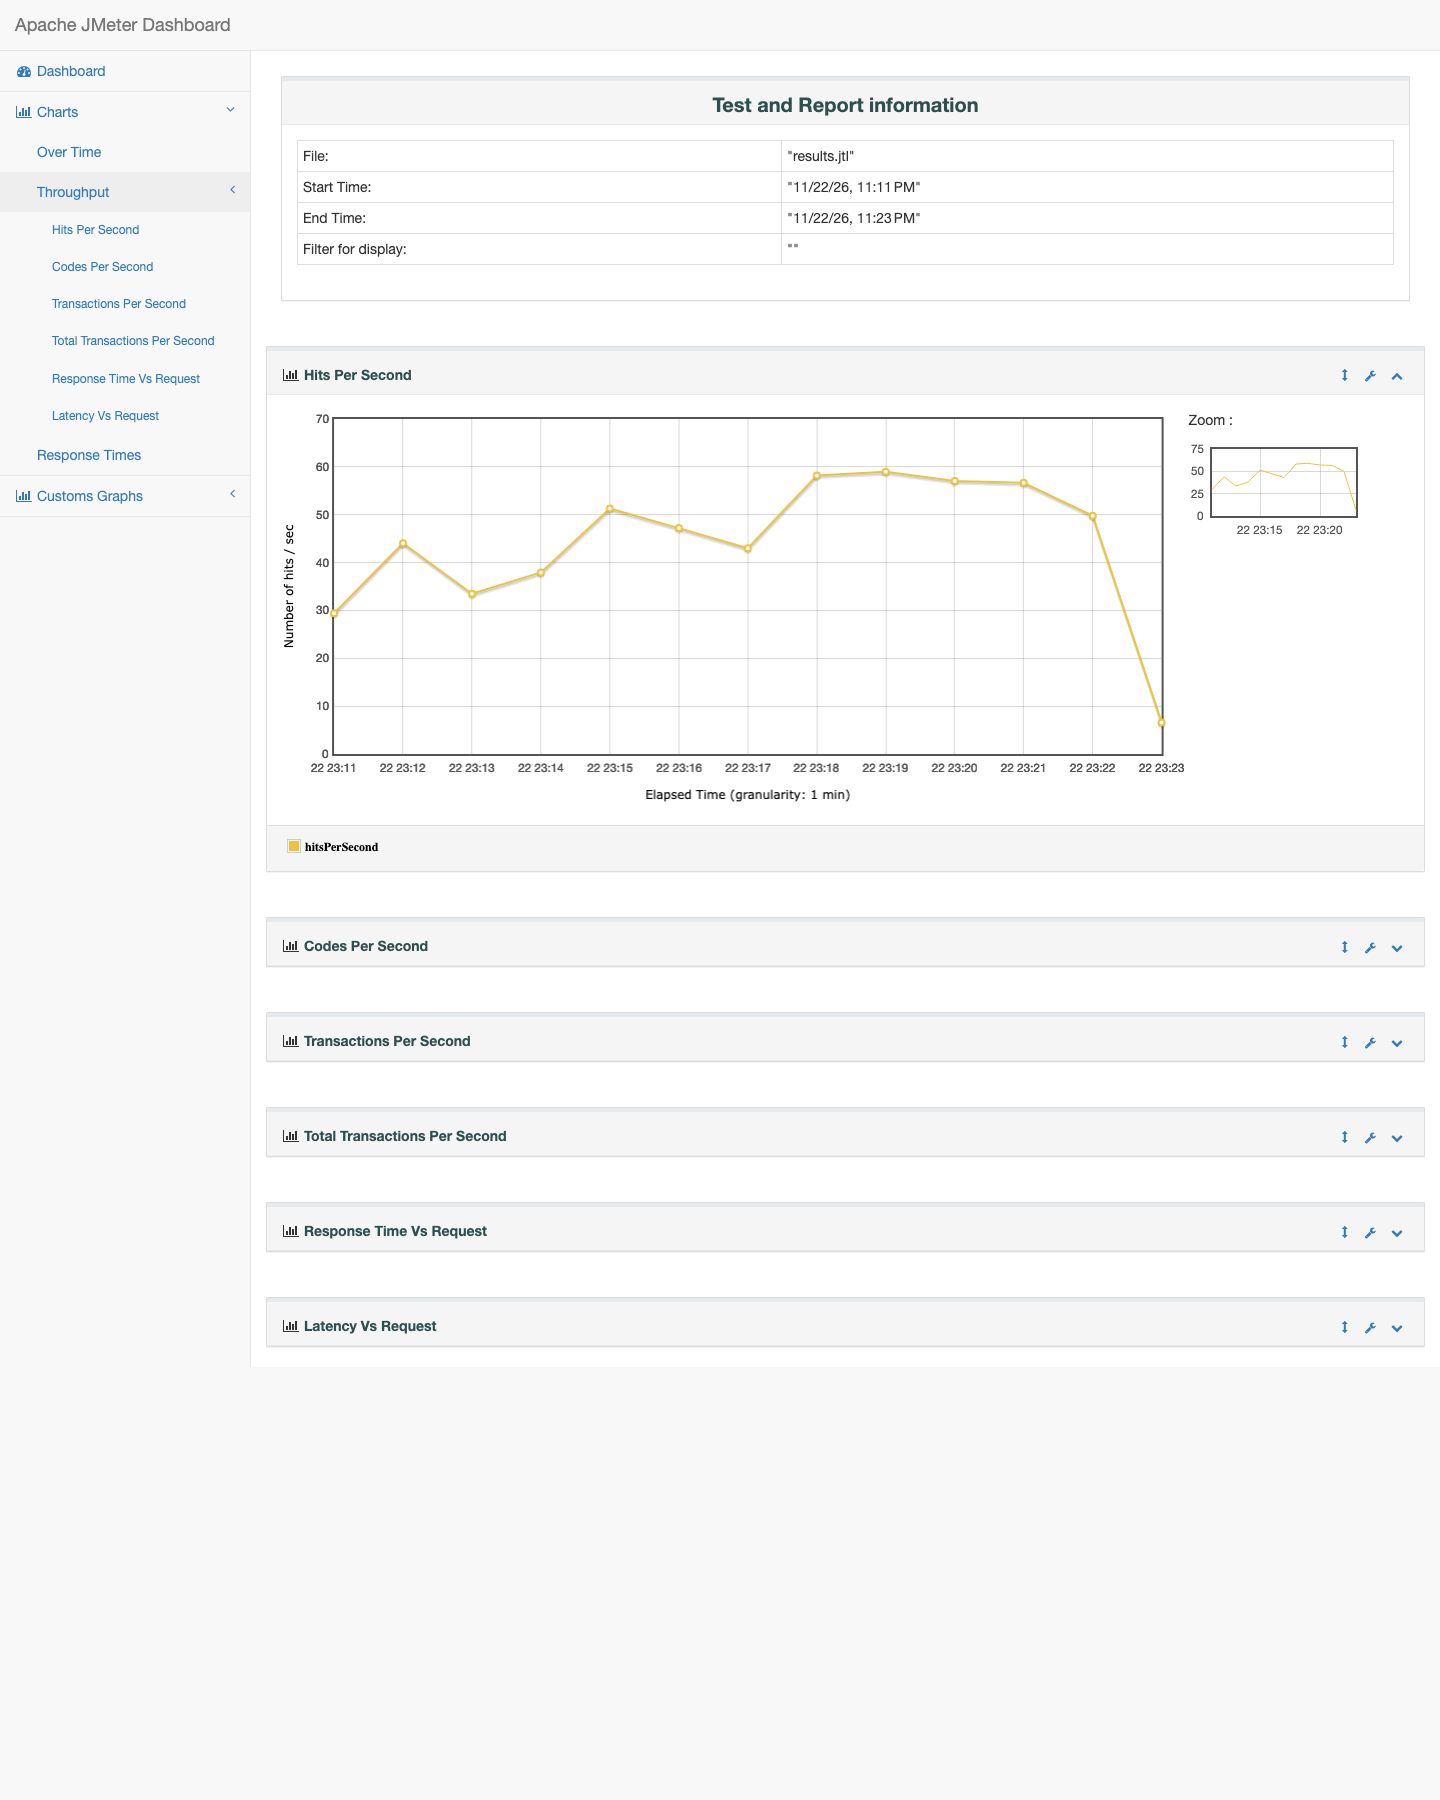 Apache JMeter Dashboard
Dashboard
Charts
Over Time
Throughput
Hits Per Second
Codes Per Second
Transactions Per Second
Total Transactions Per Second
Response Time Vs Request
Latency Vs Request
Response Times
Customs Graphs
Test and Report information
File: "results.jtl"
Start Time: "11/22/26, 11:11 PM"
End Time: "11/22/26, 11:23 PM"
Filter for display: ""
Hits Per Second
70
60
50
40
30
20
10
0
Number of hits / sec
22 23:11 22 23:12 22 23:13 22 23:14 22 23:15 22 23:16 22 23:17 22 23:18 22 23:19 22 23:20 22 23:21 22 23:22 22 23:23
Elapsed Time (granularity: 1 min)
Zoom :
75
50
25
0
22 23:15 22 23:20
hitsPerSecond
Codes Per Second
Transactions Per Second
Total Transactions Per Second
Response Time Vs Request
Latency Vs Request